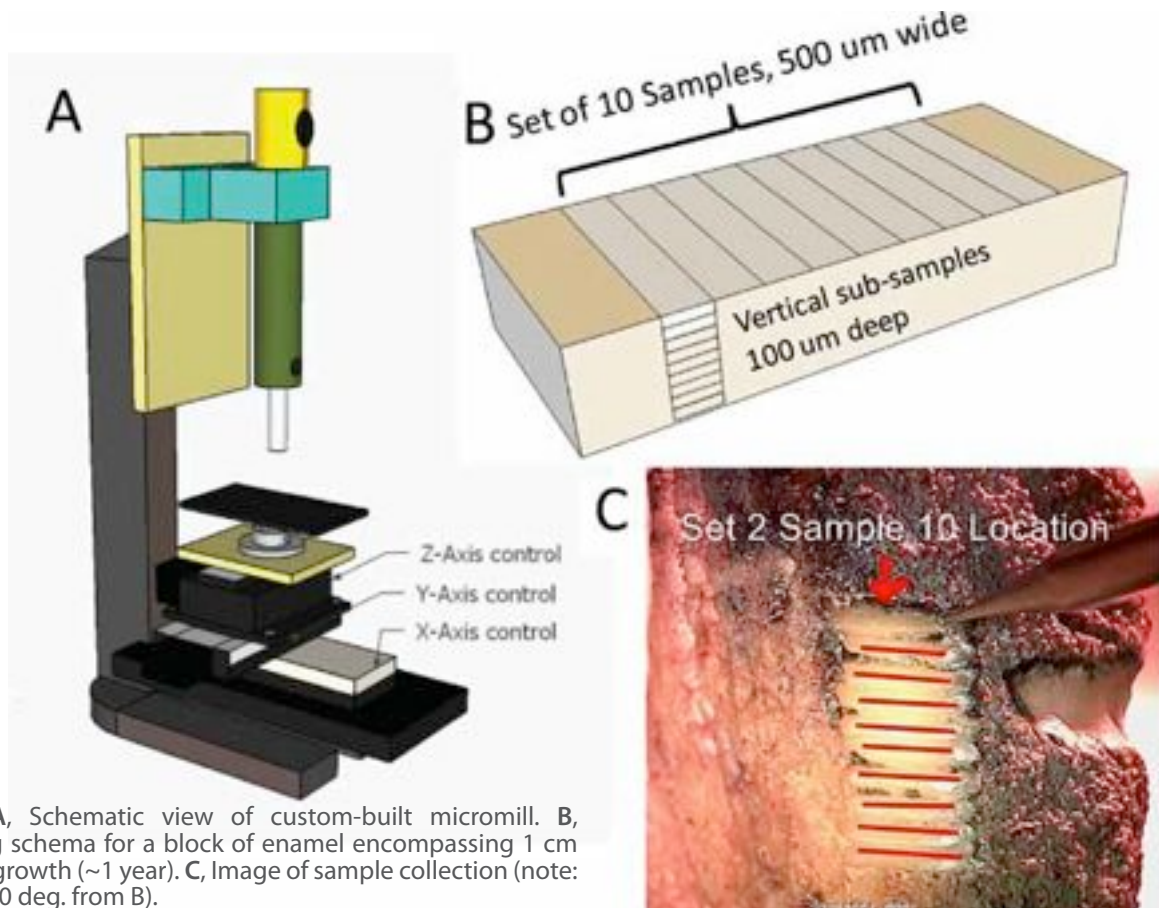 A
B
Set of 10 Samples, 500 um wide
Vertical sub-samples
100 um deep
Z-Axis control
Y-Axis control
X-Axis control
C
Set 2 Sample 10 Location
A, Schematic view of custom-built micromill. B,
schema for a block of enamel encompassing 1 cm
growth (~1 year). C, Image of sample collection (note:
0 deg. from B).